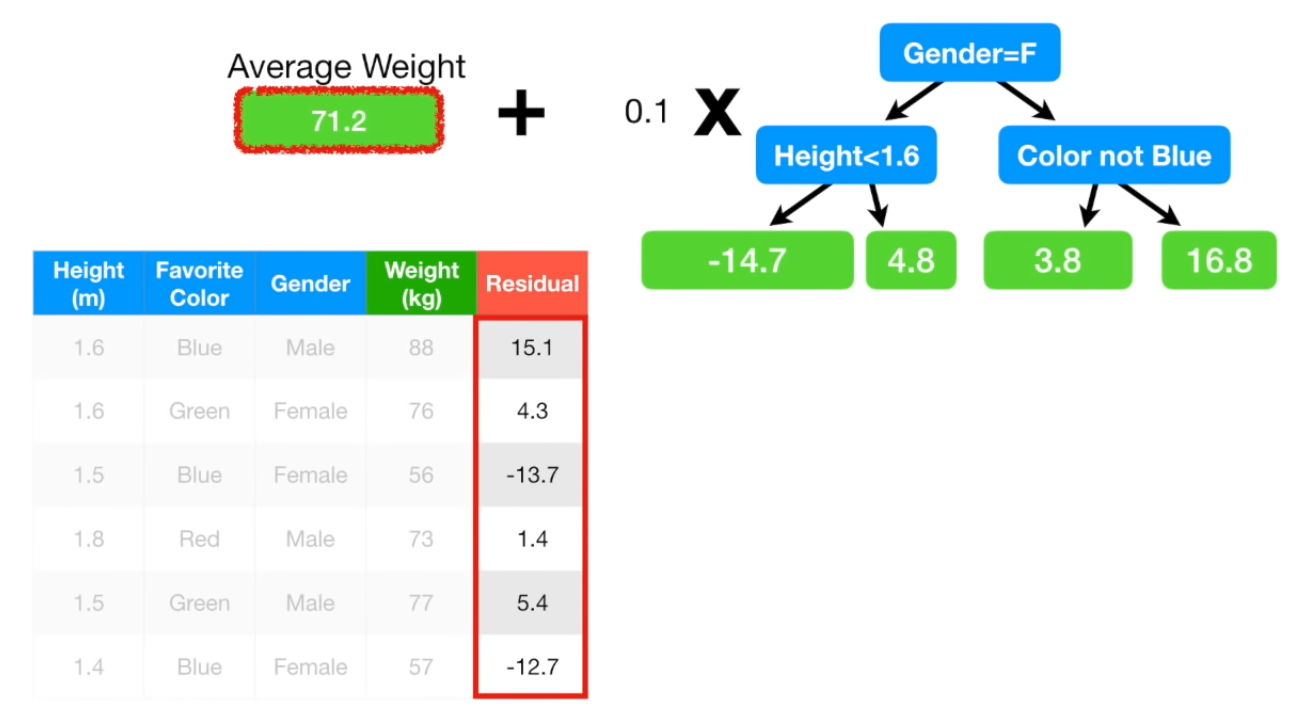 Average Weight
71.2
+
0.1 X
Gender=F
Height<1.6
Color not Blue
-14.7
4.8
3.8
16.8
Height (m) Favorite Color Gender Weight (kg) Residual
1.6 Blue Male 88 15.1
1.6 Green Female 76 4.3
1.5 Blue Female 56 -13.7
1.8 Red Male 73 1.4
1.5 Green Male 77 5.4
1.4 Blue Female 57 -12.7